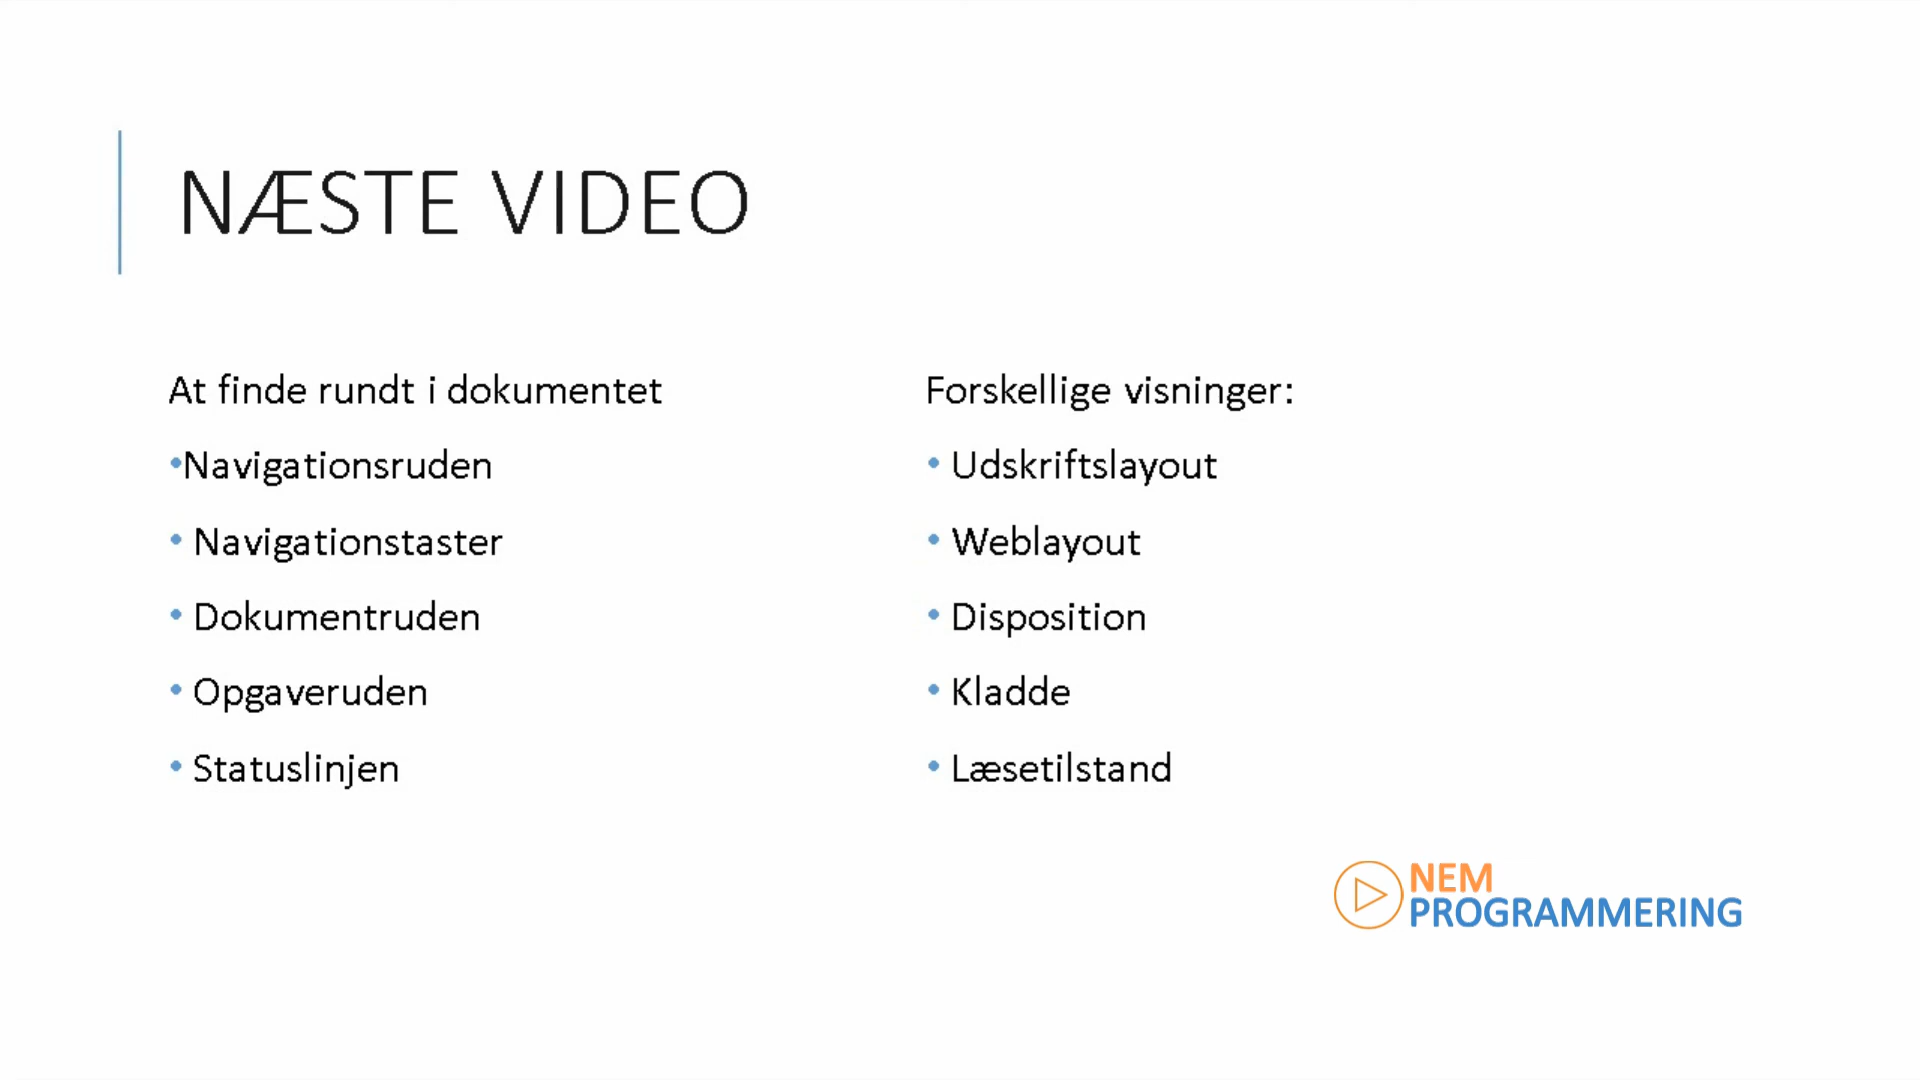 NÆSTE VIDEO
At finde rundt i dokumentet
•Navigationsruden
• Navigationstaster
• Dokumentruden
• Opgaveruden
• Statuslinjen
Forskellige visninger:
• Udskriftslayout
• Weblayout
• Disposition
• Kladde
• Læsetilstand
NEM
PROGRAMMERING